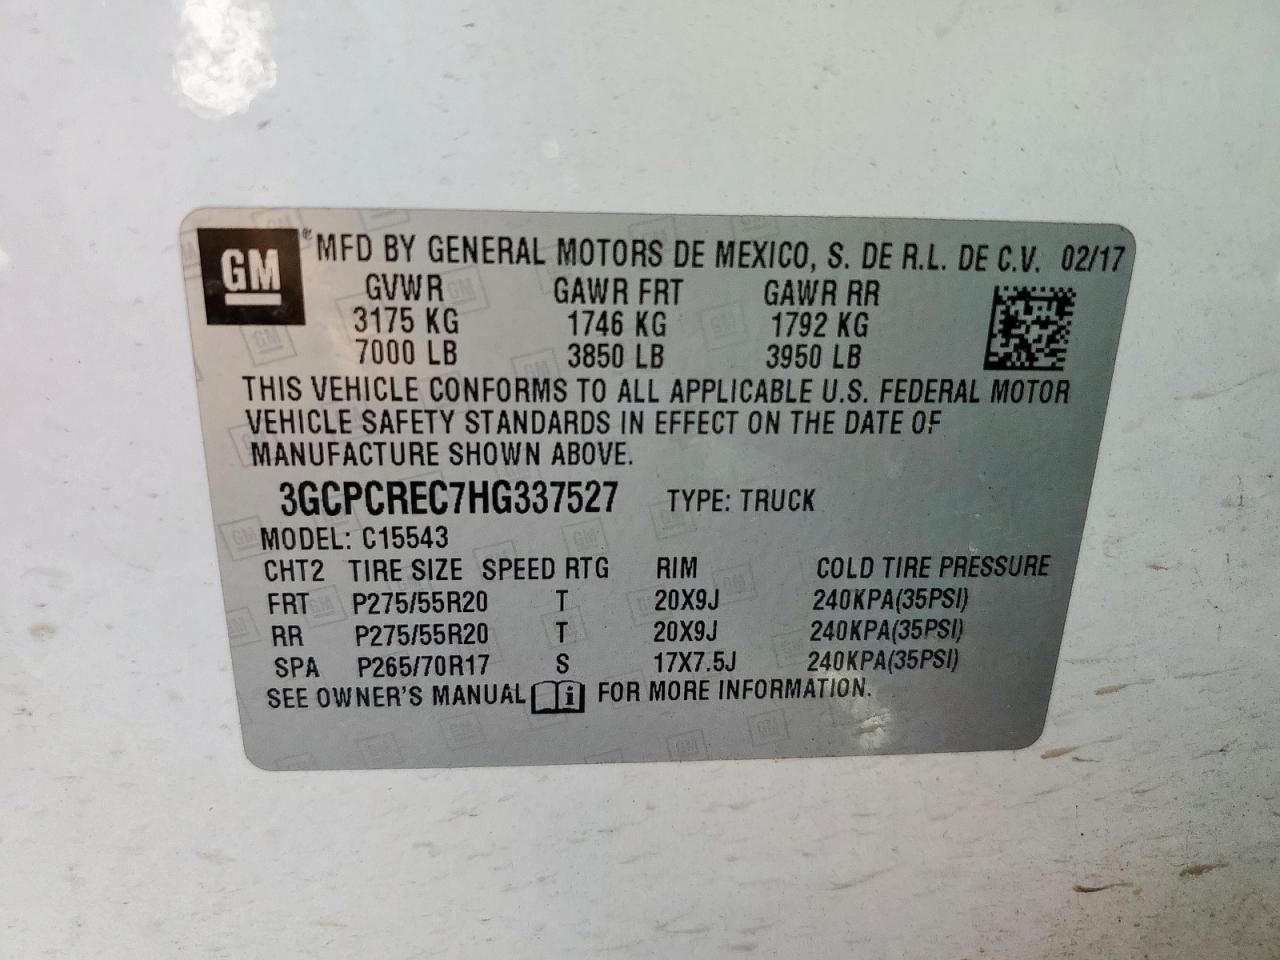 GM ® MFD BY GENERAL MOTORS DE MEXICO, S. DE R.L. DE C.V. 02/17
GVWR GAWR FRT GAWR RR
3175 KG 1746 KG 1792 KG
7000 LB 3850 LB 3950 LB
THIS VEHICLE CONFORMS TO ALL APPLICABLE U.S. FEDERAL MOTOR
VEHICLE SAFETY STANDARDS IN EFFECT ON THE DATE OF
MANUFACTURE SHOWN ABOVE.
3GCPCREC7HG337527 TYPE: TRUCK
MODEL: C15543
CHT2 TIRE SIZE SPEED RTG RIM COLD TIRE PRESSURE
FRT P275/55R20 T 20X9J 240KPA(35PSI)
RR P275/55R20 T 20X9J 240KPA(35PSI)
SPA P265/70R17 S 17X7.5J 240KPA(35PSI)
SEE OWNER'S MANUAL i FOR MORE INFORMATION.